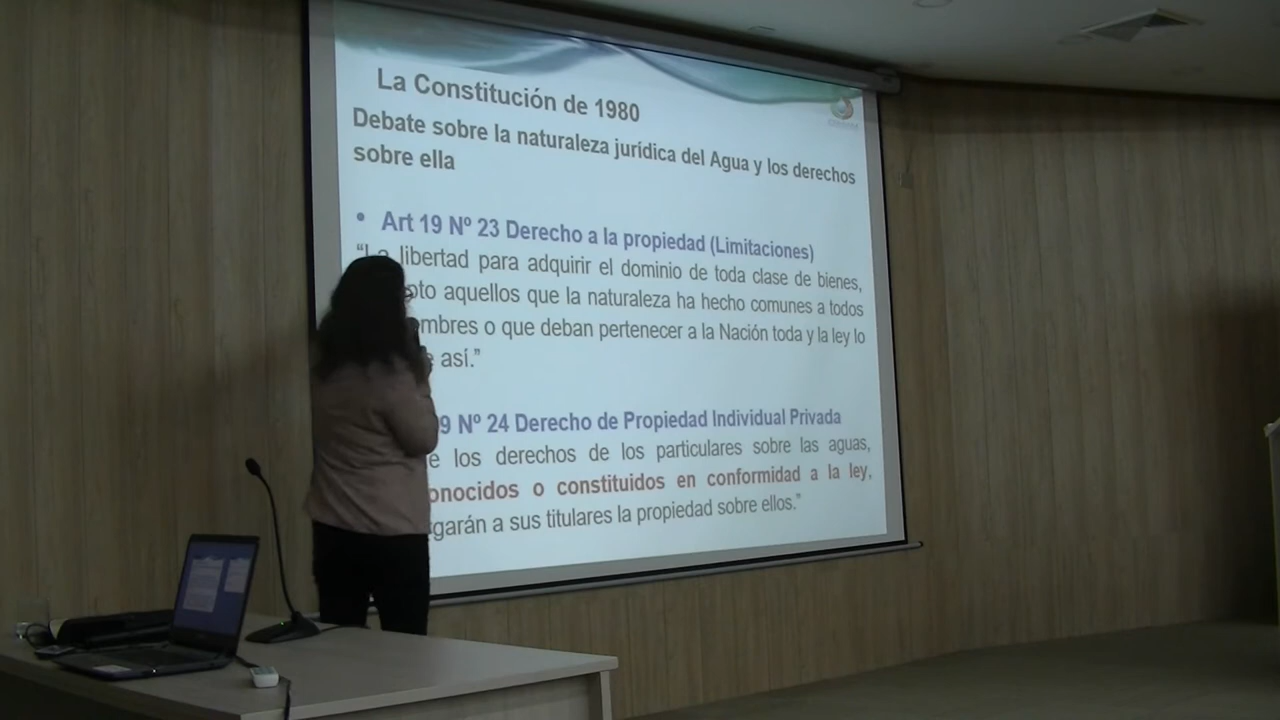 La Constitución de 1980
Debate sobre la naturaleza jurídica del Agua y los derechos
sobre ella
• Art 19 Nº 23 Derecho a la propiedad (Limitaciones)
“La libertad para adquirir el dominio de toda clase de bienes,
pto aquellos que la naturaleza ha hecho comunes a todos
ombres o que deban pertenecer a la Nación toda y la ley lo
e así.”
9 Nº 24 Derecho de Propiedad Individual Privada
e los derechos de los particulares sobre las aguas,
onocidos o constituidos en conformidad a la ley,
garán a sus titulares la propiedad sobre ellos.”